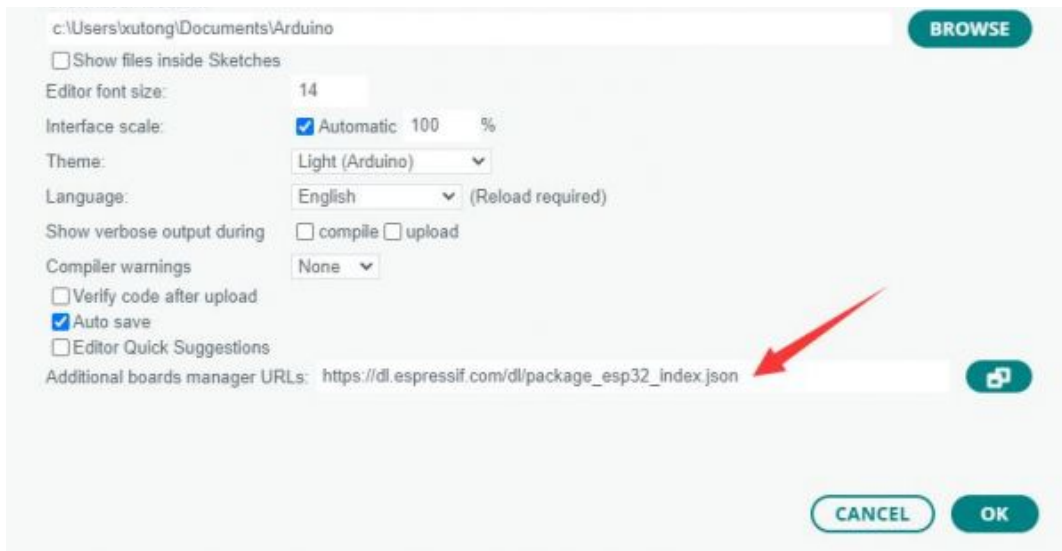 c:\Users\xutong\Documents\Arduino BROWSE
Show files inside Sketches
Editor font size: 14
Interface scale: Automatic 100 %
Theme: Light (Arduino)
Language: English (Reload required)
Show verbose output during compile upload
Compiler warnings None
Verify code after upload
Auto save
Editor Quick Suggestions
Additional boards manager URLs: https://dl.espressif.com/dl/package_esp32_index.json
CANCEL OK